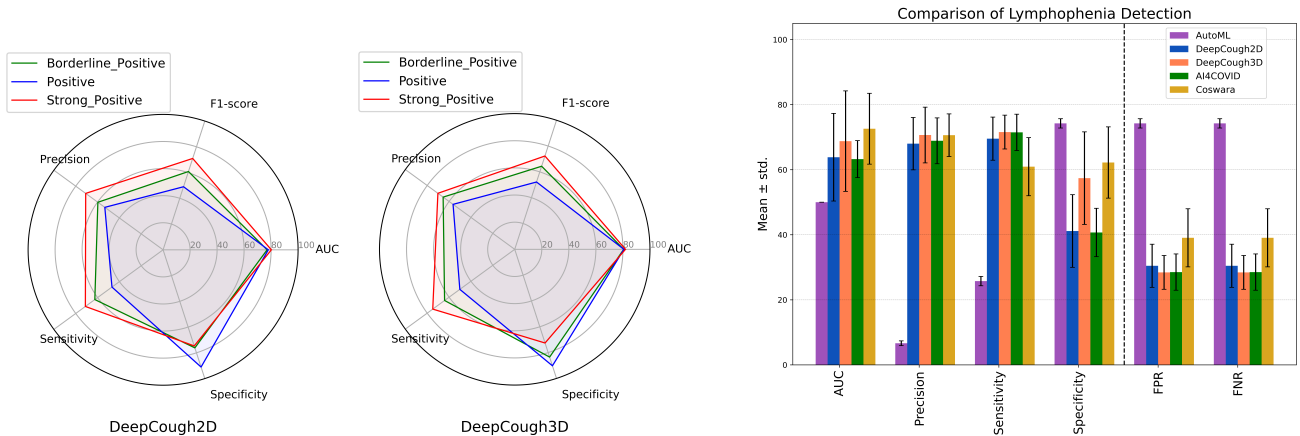 Borderline_Positive
Positive
Strong_Positive
F1-score
Precision
AUC
Sensitivity
Specificity
20
40
60
80
100
DeepCough2D
Borderline_Positive
Positive
Strong_Positive
F1-score
Precision
AUC
Sensitivity
Specificity
20
40
60
80
100
DeepCough3D
Comparison of Lymphophenia Detection
AutoML
DeepCough2D
DeepCough3D
AI4COVID
Coswara
Mean ± std.
100
80
60
40
20
0
AUC
Precision
Sensitivity
Specificity
FPR
FNR